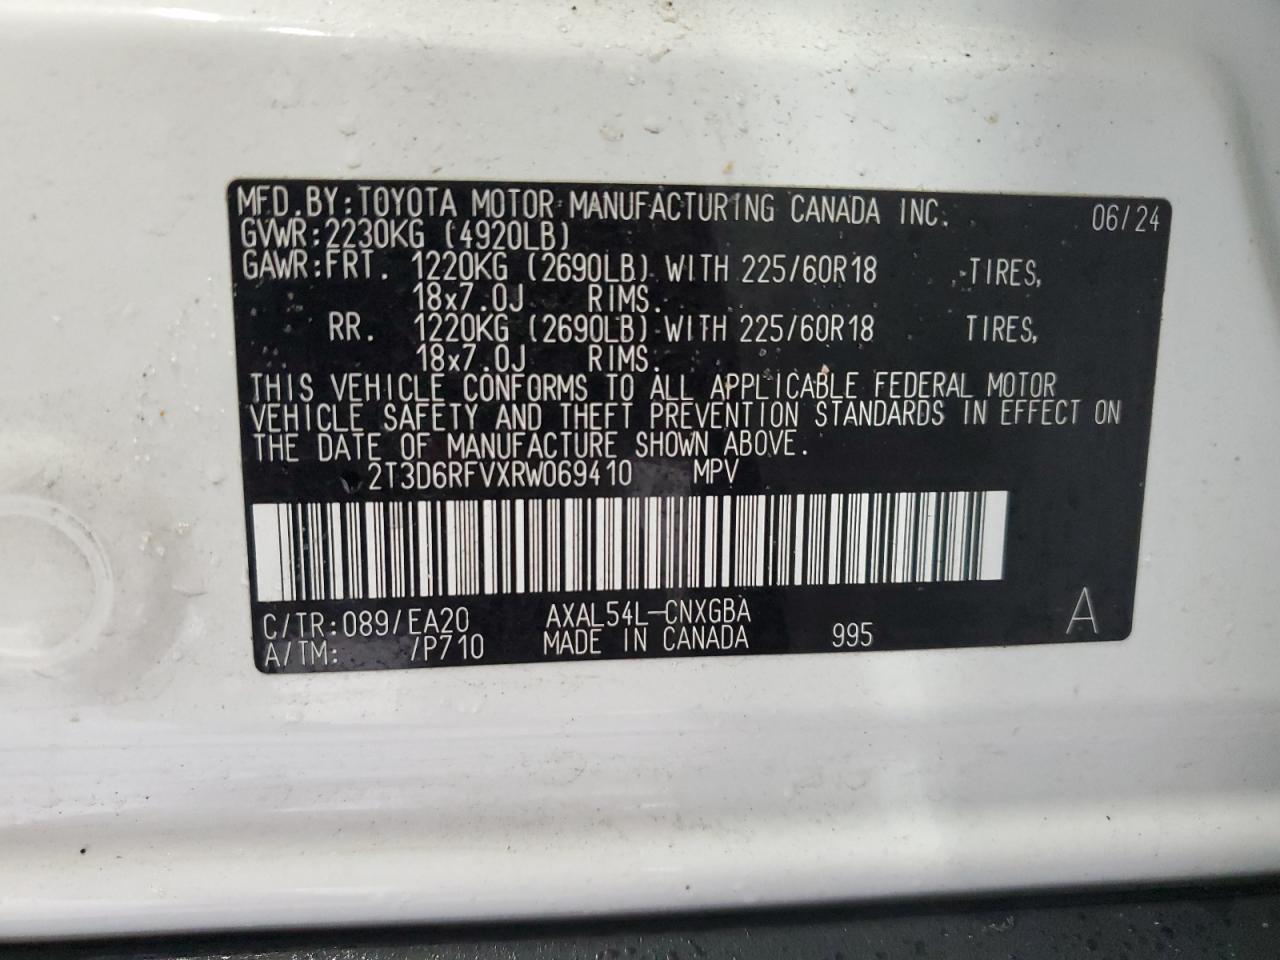 MFD.BY:TOYOTA MOTOR MANUFACTURING CANADA INC. 06/24
GVWR:2230KG (4920LB)
GAWR:FRT. 1220KG (2690LB) WITH 225/60R18 TIRES,
18x7.0J RIMS.
RR. 1220KG (2690LB) WITH 225/60R18 TIRES,
18x7.0J RIMS.
THIS VEHICLE CONFORMS TO ALL APPLICABLE FEDERAL MOTOR
VEHICLE SAFETY AND THEFT PREVENTION STANDARDS IN EFFECT ON
THE DATE OF MANUFACTURE SHOWN ABOVE.
2T3D6RFVXRW069410 MPV
C/TR:089/EA20 AXAL54L-CNXGBA
A/TM: /P710 MADE IN CANADA 995 A